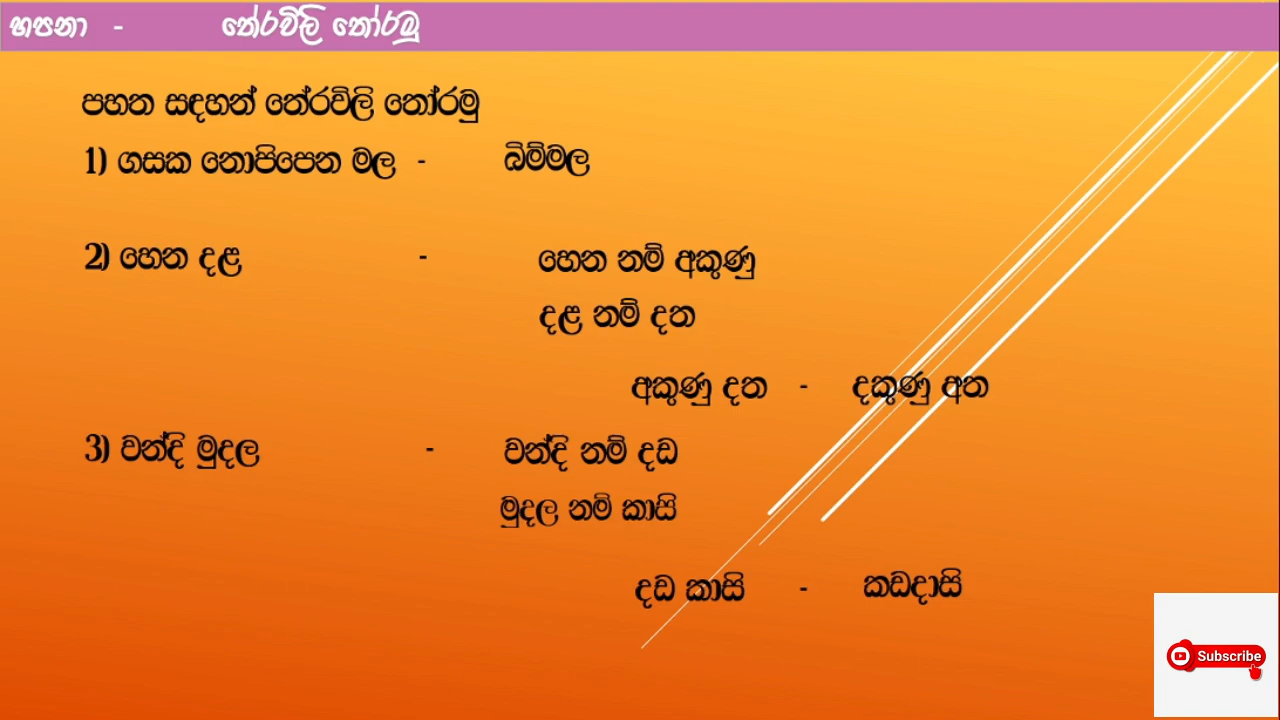 හපනා - තේරවිලි තෝරමු
පහත සඳහන් තේරවිලි තෝරමු
1) ගසක නොපිපෙන මල - බිම්මල
2) හෙන දළ - හෙන නම් අකුණු
දළ නම් දත
අකුණු දත - දකුණු අත
3) වන්දි මුදල - වන්දි නම් දඩ
මුදල නම් කාසි
දඩ කාසි - කඩදාසි
Subscribe